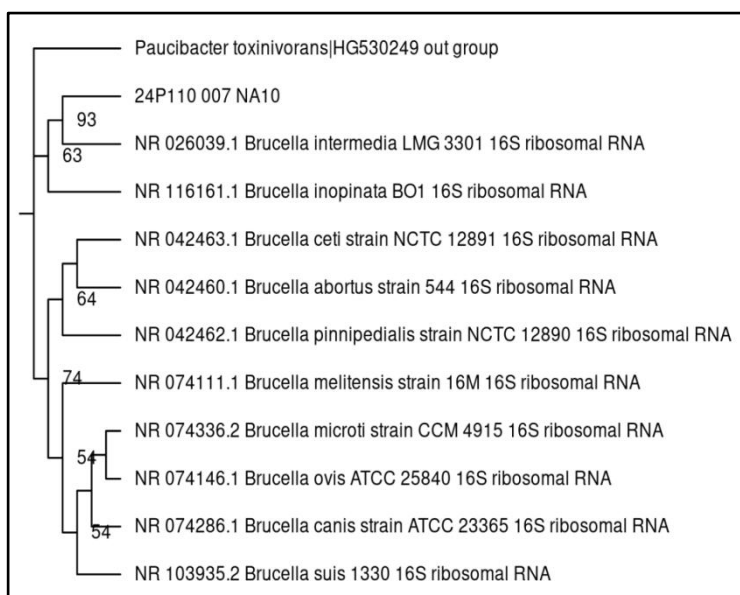 Paucibacter toxinivorans|HG530249 out group
24P110 007 NA10
93
NR 026039.1 Brucella intermedia LMG 3301 16S ribosomal RNA
63
NR 116161.1 Brucella inopinata BO1 16S ribosomal RNA
NR 042463.1 Brucella ceti strain NCTC 12891 16S ribosomal RNA
NR 042460.1 Brucella abortus strain 544 16S ribosomal RNA
64
NR 042462.1 Brucella pinnipedialis strain NCTC 12890 16S ribosomal RNA
74
NR 074111.1 Brucella melitensis strain 16M 16S ribosomal RNA
NR 074336.2 Brucella microti strain CCM 4915 16S ribosomal RNA
54
NR 074146.1 Brucella ovis ATCC 25840 16S ribosomal RNA
NR 074286.1 Brucella canis strain ATCC 23365 16S ribosomal RNA
54
NR 103935.2 Brucella suis 1330 16S ribosomal RNA